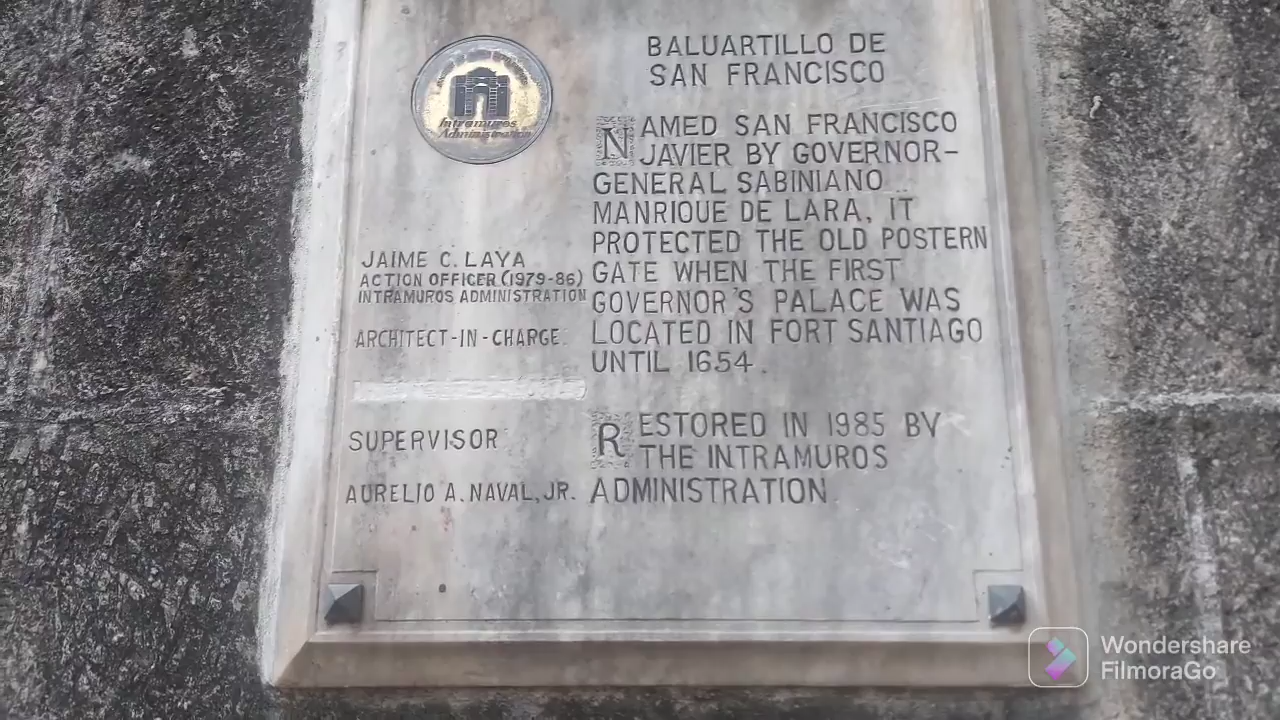 Intramuros
Administration
BALUARTILLO DE
SAN FRANCISCO
NAMED SAN FRANCISCO
JAVIER BY GOVERNOR-
GENERAL SABINIANO
MANRIQUE DE LARA, IT
PROTECTED THE OLD POSTERN
GATE WHEN THE FIRST
GOVERNOR'S PALACE WAS
LOCATED IN FORT SANTIAGO
UNTIL 1654.
RESTORED IN 1985 BY
THE INTRAMUROS
ADMINISTRATION.
JAIME C. LAYA
ACTION OFFICER (1979-86)
INTRAMUROS ADMINISTRATION
ARCHITECT-IN-CHARGE
SUPERVISOR
AURELIO A. NAVAL, JR.
Wondershare
FilmoraGo